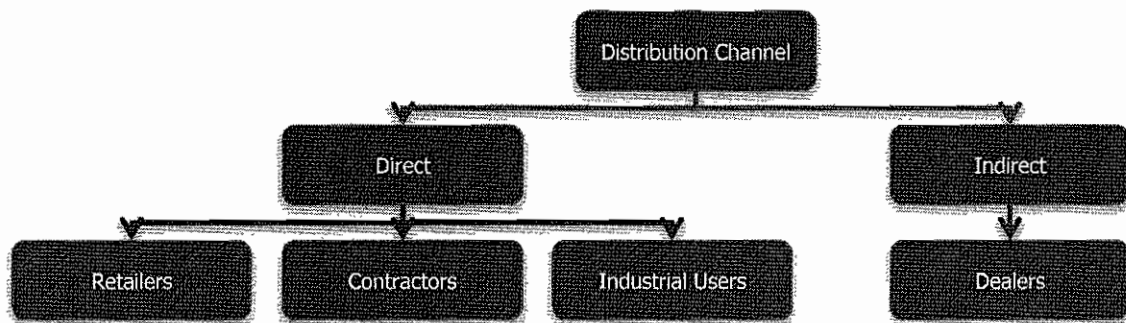 Distribution Channel
Direct
Indirect
Retailers
Contractors
Industrial Users
Dealers